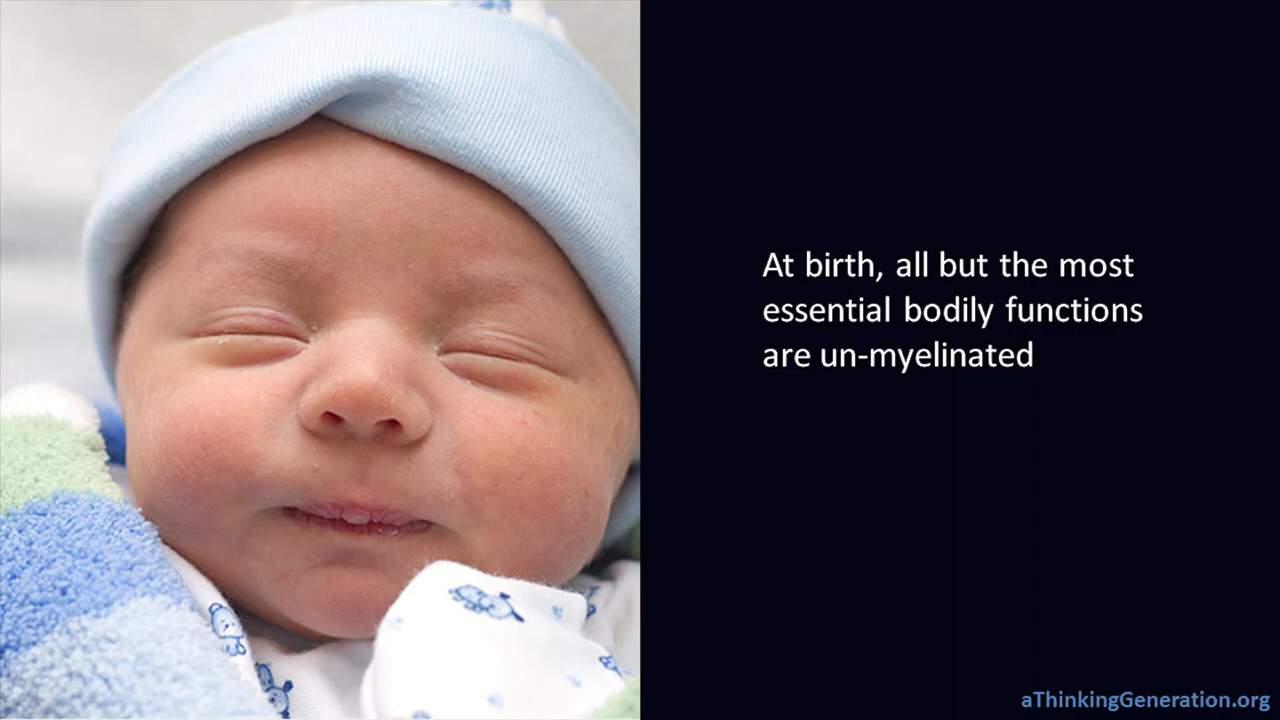 At birth, all but the most
essential bodily functions
are un-myelinated
aThinkingGeneration.org